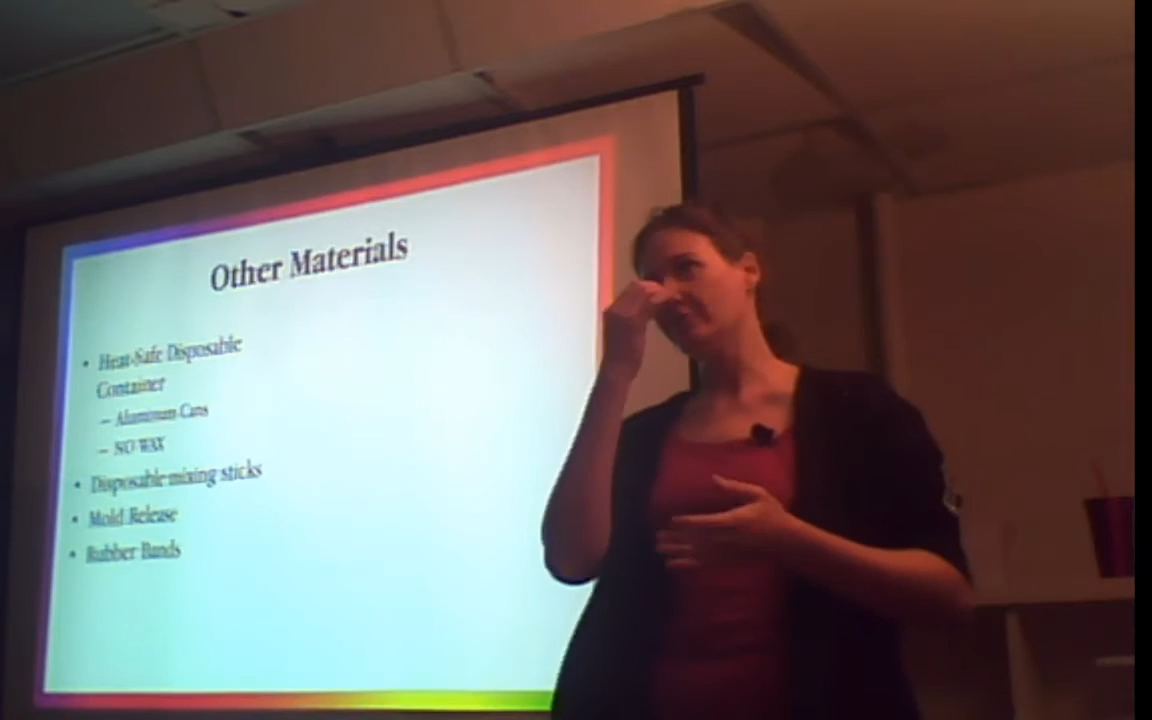 Other Materials
• Heat-Safe Disposable
Container
– Aluminum Cans
– NO WAX
• Disposable mixing sticks
• Mold Release
• Rubber Bands